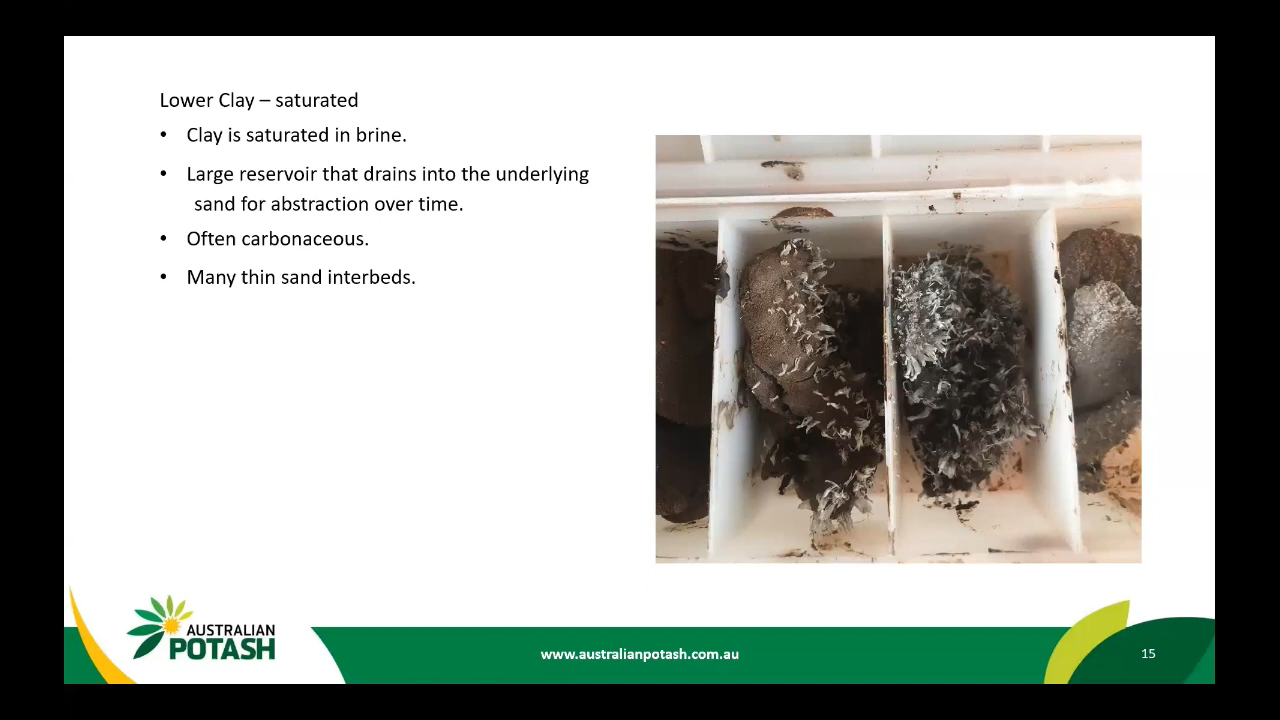 Lower Clay – saturated
• Clay is saturated in brine.
• Large reservoir that drains into the underlying
sand for abstraction over time.
• Often carbonaceous.
• Many thin sand interbeds.
AUSTRALIAN
POTASH
www.australianpotash.com.au
15